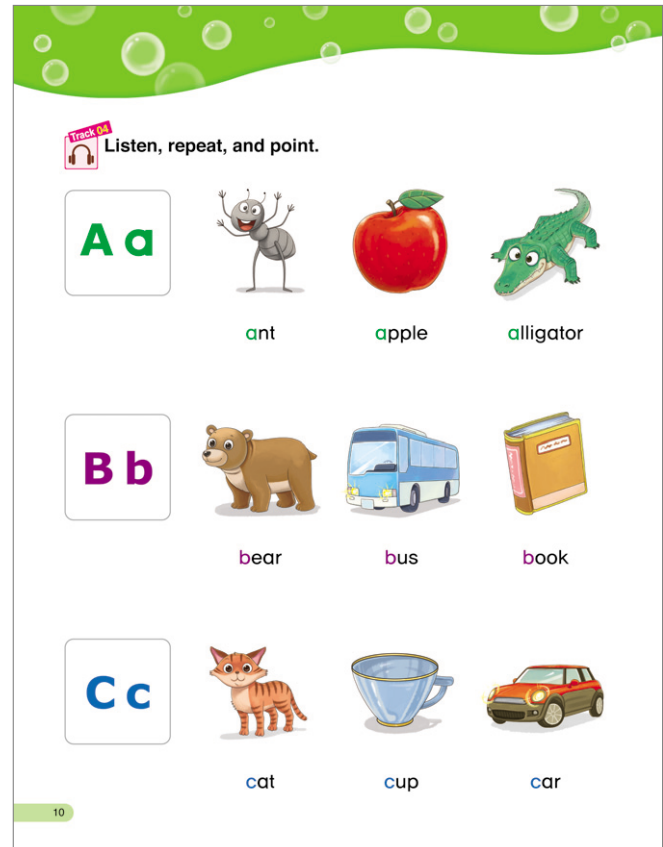 Track 04
Listen, repeat, and point.
A a
ant apple alligator
B b
bear bus book
C c
cat cup car
10